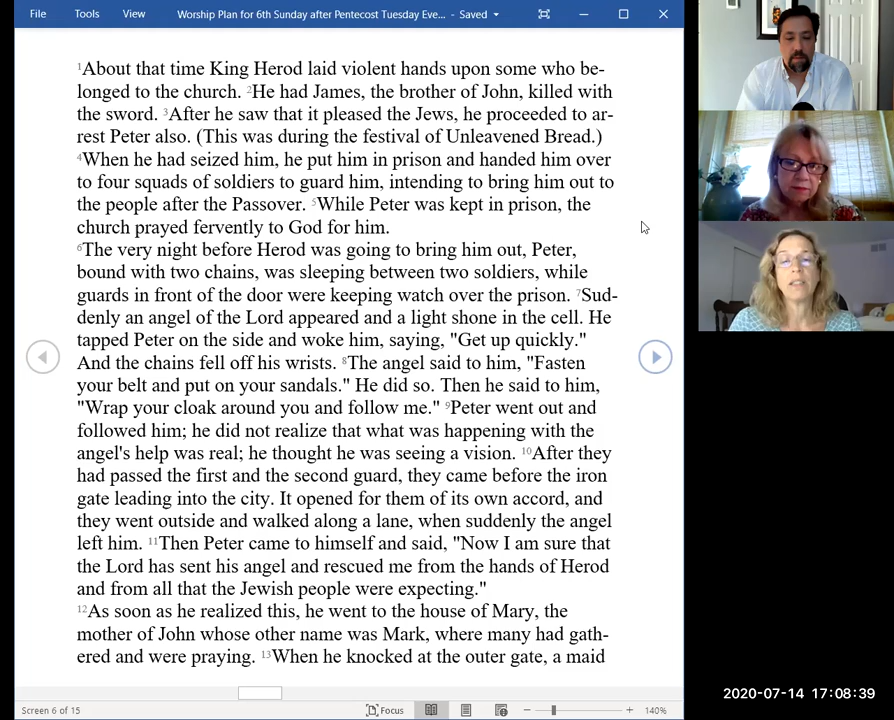 File Tools View Worship Plan for 6th Sunday after Pentecost Tuesday Eve... - Saved
1About that time King Herod laid violent hands upon some who be-
longed to the church. 2He had James, the brother of John, killed with
the sword. 3After he saw that it pleased the Jews, he proceeded to ar-
rest Peter also. (This was during the festival of Unleavened Bread.)
4When he had seized him, he put him in prison and handed him over
to four squads of soldiers to guard him, intending to bring him out to
the people after the Passover. 5While Peter was kept in prison, the
church prayed fervently to God for him.
6The very night before Herod was going to bring him out, Peter,
bound with two chains, was sleeping between two soldiers, while
guards in front of the door were keeping watch over the prison. 7Sud-
denly an angel of the Lord appeared and a light shone in the cell. He
tapped Peter on the side and woke him, saying, "Get up quickly."
And the chains fell off his wrists. 8The angel said to him, "Fasten
your belt and put on your sandals." He did so. Then he said to him,
"Wrap your cloak around you and follow me." 9Peter went out and
followed him; he did not realize that what was happening with the
angel's help was real; he thought he was seeing a vision. 10After they
had passed the first and the second guard, they came before the iron
gate leading into the city. It opened for them of its own accord, and
they went outside and walked along a lane, when suddenly the angel
left him. 11Then Peter came to himself and said, "Now I am sure that
the Lord has sent his angel and rescued me from the hands of Herod
and from all that the Jewish people were expecting."
12As soon as he realized this, he went to the house of Mary, the
mother of John whose other name was Mark, where many had gath-
ered and were praying. 13When he knocked at the outer gate, a maid
Screen 6 of 15 Focus 140%
2020-07-14 17:08:39